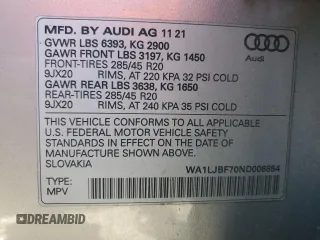 MFD. BY AUDI AG 11 21
GVWR LBS 6393, KG 2900
GAWR FRONT LBS 3197, KG 1450
FRONT-TIRES 285/45 R20
9JX20 RIMS, AT 220 KPA 32 PSI COLD
GAWR REAR LBS 3638, KG 1650
REAR-TIRES 285/45 R20
9JX20 RIMS, AT 240 KPA 35 PSI COLD
Audi
THIS VEHICLE CONFORMS TO ALL APPLICABLE
U.S. FEDERAL MOTOR VEHICLE SAFETY STANDARDS
IN EFFECT ON THE DATE OF MANUFACTURE SHOWN
ABOVE.
SLOVAKIA
WA1LJBF70ND006864
TYPE:
MPV
DREAMBID